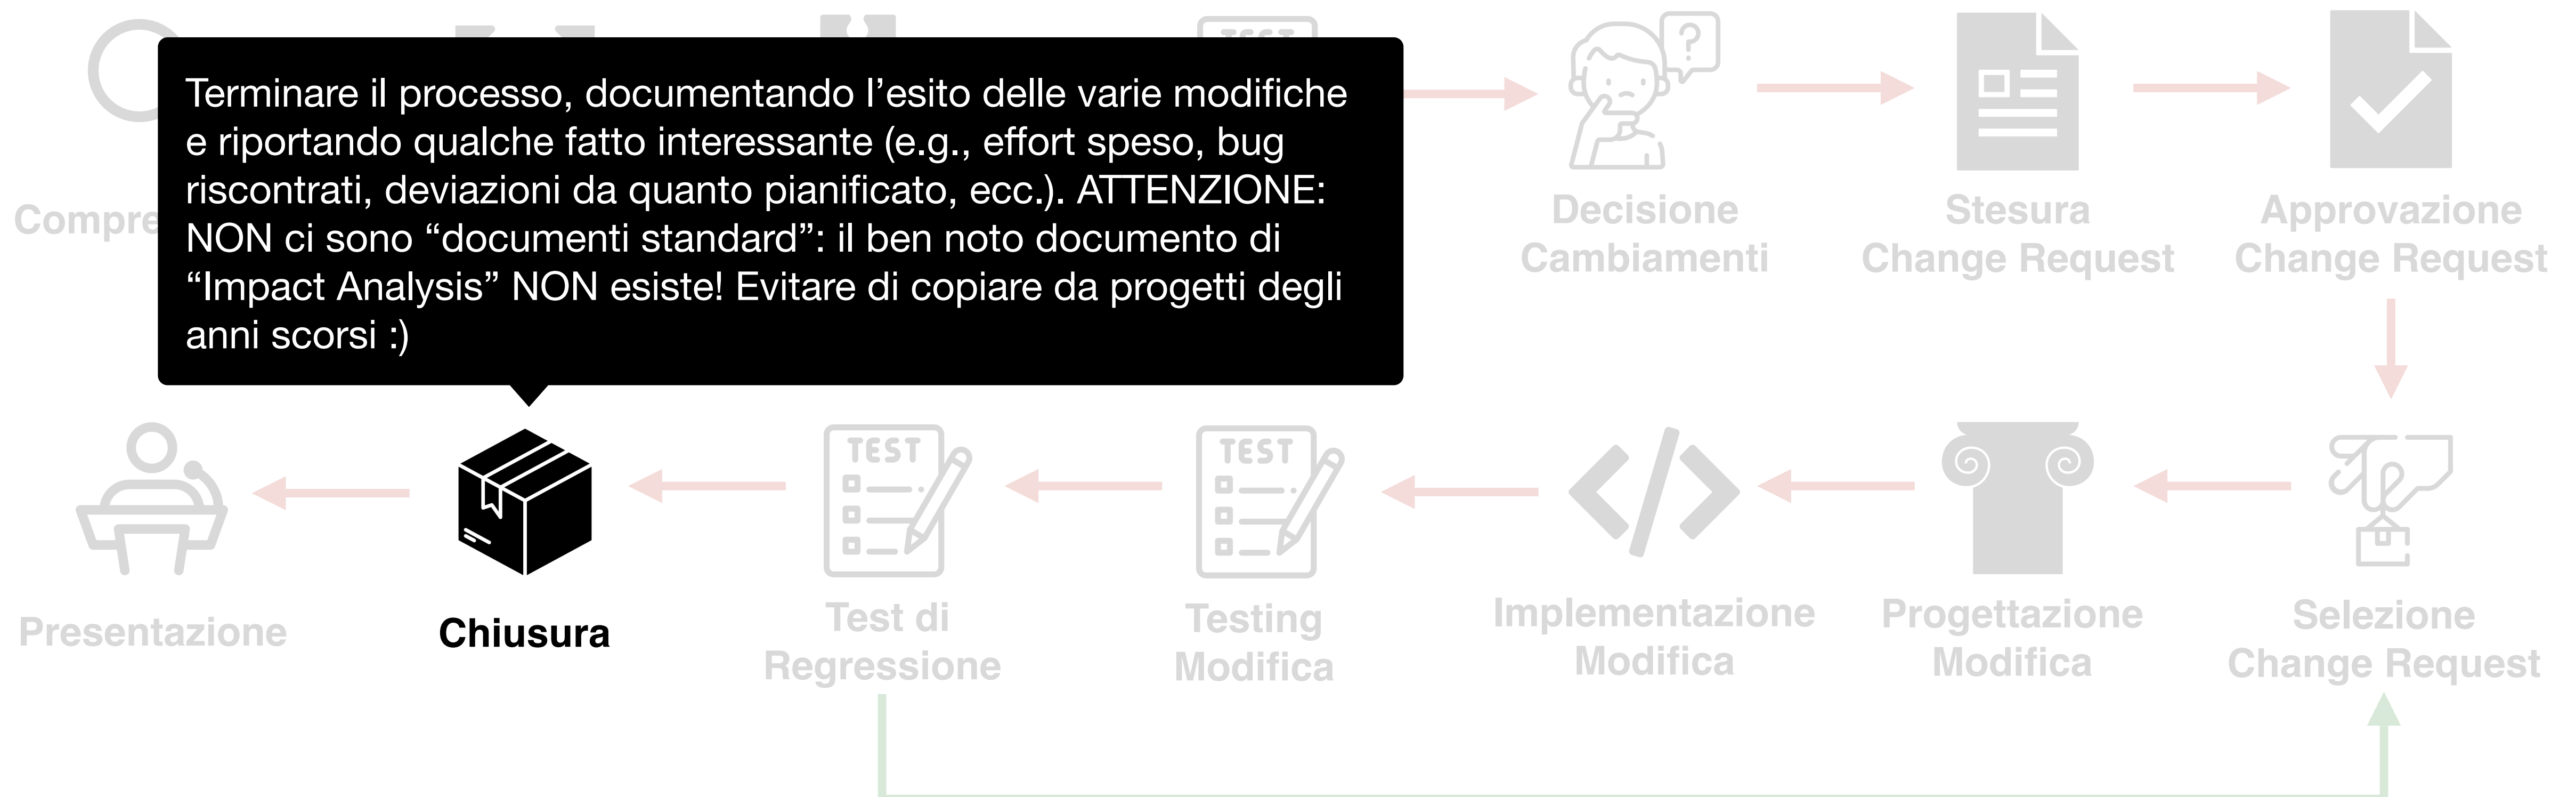 Terminare il processo, documentando l’esito delle varie modifiche
e riportando qualche fatto interessante (e.g., effort speso, bug
riscontrati, deviazioni da quanto pianificato, ecc.). ATTENZIONE:
NON ci sono “documenti standard”: il ben noto documento di
“Impact Analysis” NON esiste! Evitare di copiare da progetti degli
anni scorsi :)
Compre
?
Decisione
Cambiamenti
Stesura
Change Request
Approvazione
Change Request
Presentazione
Chiusura
TEST
Test di
Regressione
TEST
Testing
Modifica
Implementazione
Modifica
Progettazione
Modifica
Selezione
Change Request